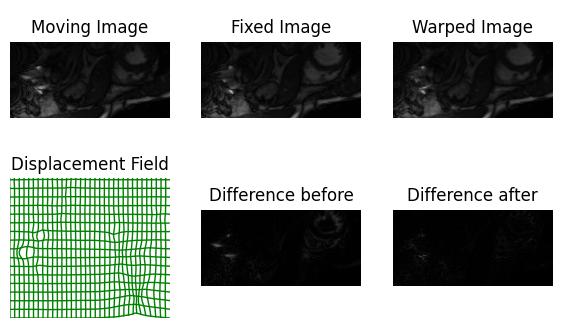 Moving Image
Fixed Image
Warped Image
Displacement Field
Difference before
Difference after